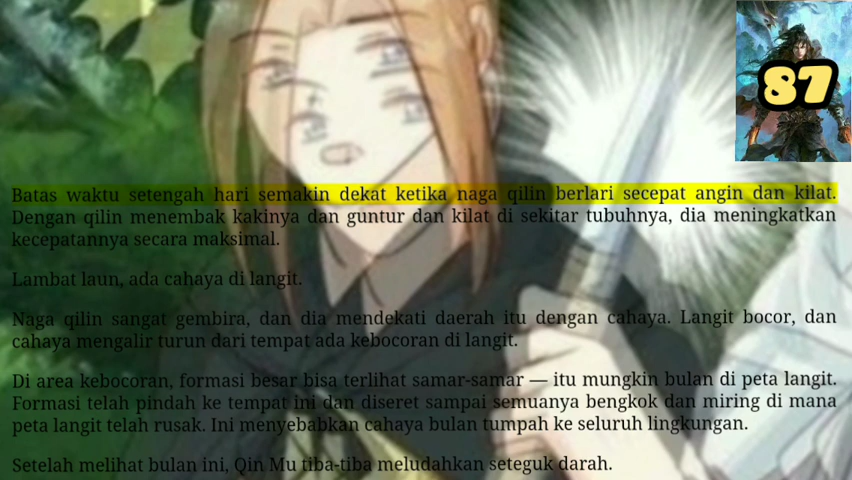 87
Batas waktu setengah hari semakin dekat ketika naga qilin berlari secepat angin dan kilat.
Dengan qilin menembak kakinya dan guntur dan kilat di sekitar tubuhnya, dia meningkatkan
kecepatannya secara maksimal.
Lambat laun, ada cahaya di langit.
Naga qilin sangat gembira, dan dia mendekati daerah itu dengan cahaya. Langit bocor, dan
cahaya mengalir turun dari tempat ada kebocoran di langit.
Di area kebocoran, formasi besar bisa terlihat samar-samar — itu mungkin bulan di peta langit.
Formasi telah pindah ke tempat ini dan diseret sampai semuanya bengkok dan miring di mana
peta langit telah rusak. Ini menyebabkan cahaya bulan tumpah ke seluruh lingkungan.
Setelah melihat bulan ini, Qin Mu tiba-tiba meludahkan seteguk darah.